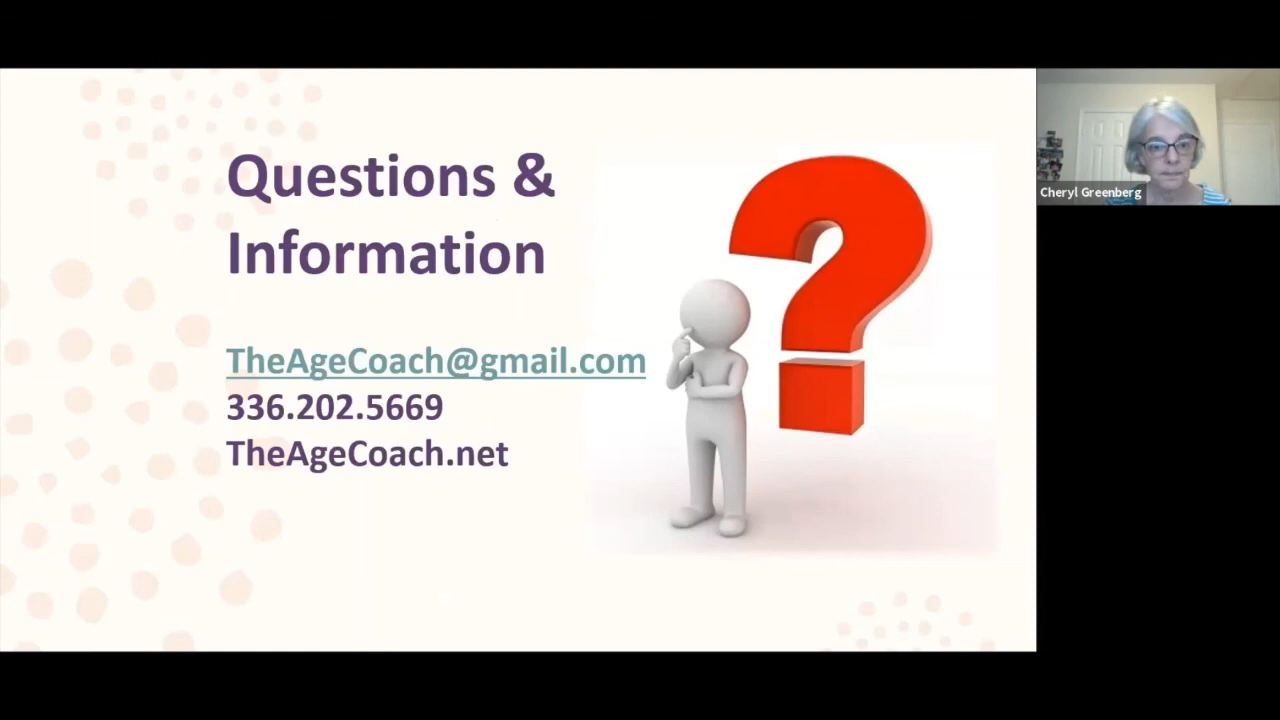 Questions &
Information
TheAgeCoach@gmail.com
336.202.5669
TheAgeCoach.net
Cheryl Greenberg